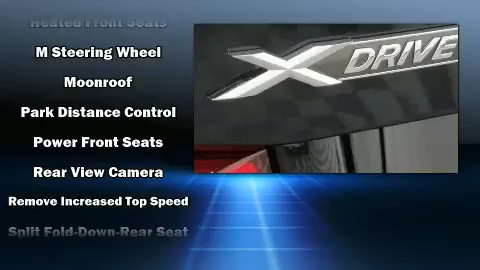 Heated Front Seats
M Steering Wheel
Moonroof
Park Distance Control
Power Front Seats
Rear View Camera
Remove Increased Top Speed
Split Fold-Down-Rear Seat
X DRIVE